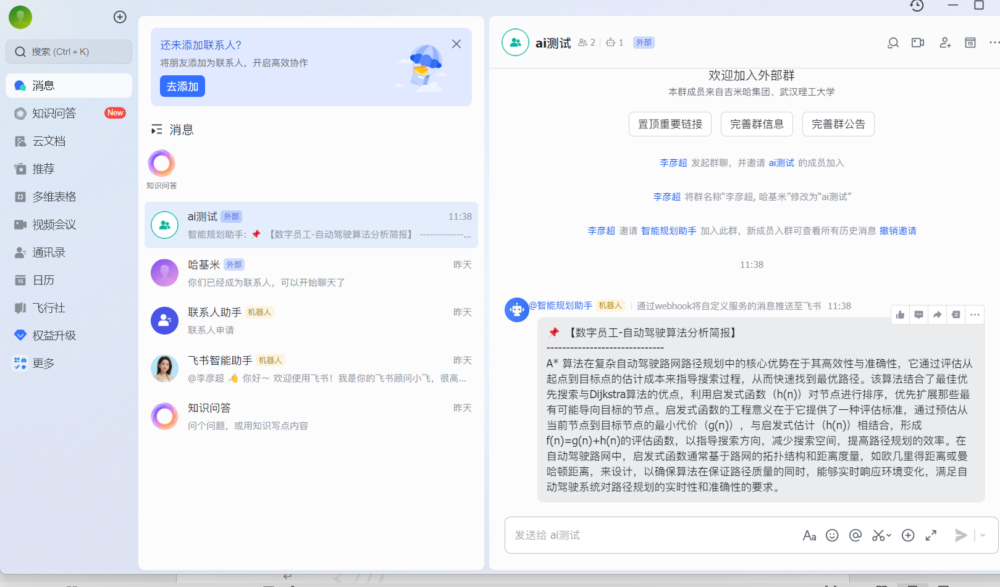 搜索 (Ctrl + K)
消息
知识问答
New
云文档
推荐
多维表格
视频会议
通讯录
15
日历
飞行社
权益升级
更多
还未添加联系人?
将朋友添加为联系人，开启高效协作
去添加
消息
知识问答
ai测试 外部 11:38
智能规划助手: 📌 【数字员工-自动驾驶算法分析简报】 -------------...
哈基米 外部 昨天
你们已经成为联系人，可以开始聊天了
联系人助手 机器人 昨天
联系人申请
飞书智能助手 机器人 昨天
@李彦超 👋 你好～ 欢迎使用飞书！我是你的飞书顾问小飞，很高...
知识问答 昨天
问个问题，或用知识写点内容
ai测试 2 1 外部
15
欢迎加入外部群
本群成员来自吉米哈集团、武汉理工大学
置顶重要链接 完善群信息 完善群公告
李彦超 发起群聊，并邀请 ai测试 的成员加入
李彦超 将群名称“李彦超, 哈基米”修改为“ai测试”
李彦超 邀请 智能规划助手 加入此群，新成员入群可查看所有历史消息 撤销邀请
11:38
@智能规划助手 机器人 通过webhook将自定义服务的消息推送至飞书 11:38
📌 【数字员工-自动驾驶算法分析简报】
------------------------------
A* 算法在复杂自动驾驶路网路径规划中的核心优势在于其高效性与准确性，它通过评估从
起点到目标点的估计成本来指导搜索过程，从而快速找到最优路径。该算法结合了最佳优
先搜索与Dijkstra算法的优点，利用启发式函数（h(n)）对节点进行排序，优先扩展那些最
有可能导向目标的节点。启发式函数的工程意义在于它提供了一种评估标准，通过预估从
当前节点到目标节点的最小代价（g(n)），与启发式估计（h(n)）相结合，形成
f(n)=g(n)+h(n)的评估函数，以指导搜索方向，减少搜索空间，提高路径规划的效率。在
自动驾驶路网中，启发式函数通常基于路网的拓扑结构和距离度量，如欧几里得距离或曼
哈顿距离，来设计，以确保算法在保证路径质量的同时，能够实时响应环境变化，满足自
动驾驶系统对路径规划的实时性和准确性的要求。
发送给 ai测试
Aa